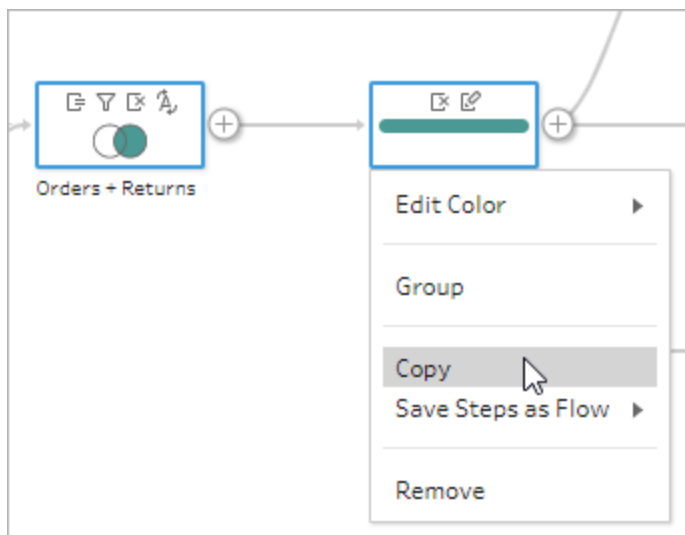 Orders + Returns
Edit Color
Group
Copy
Save Steps as Flow
Remove